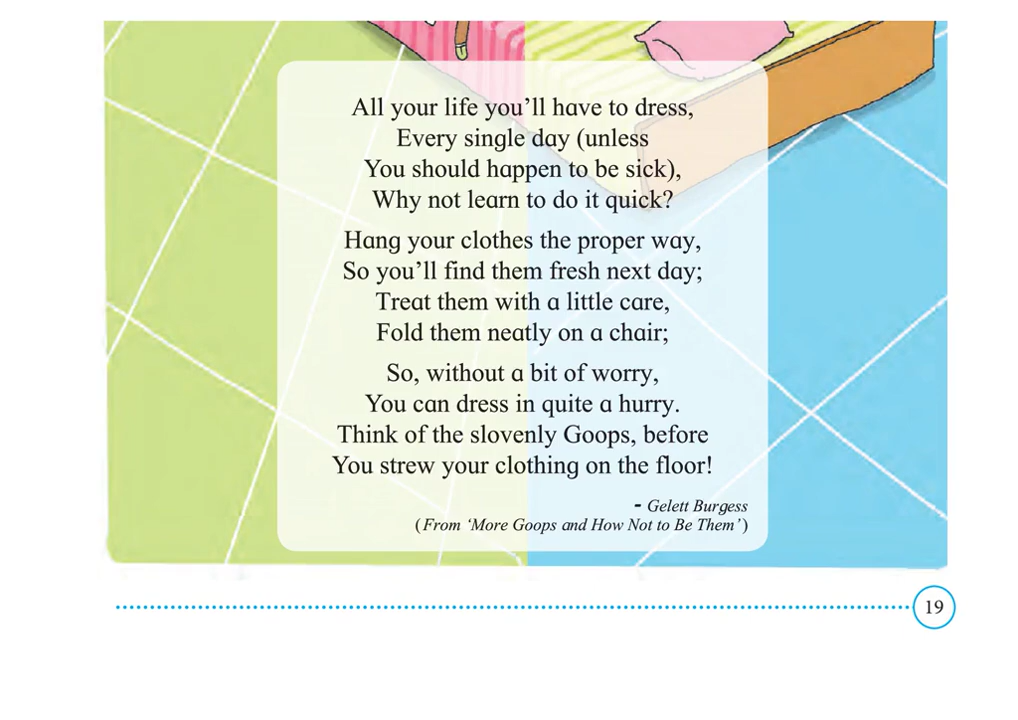 All your life you’ll have to dress,
Every single day (unless
You should happen to be sick),
Why not learn to do it quick?
Hang your clothes the proper way,
So you’ll find them fresh next day;
Treat them with a little care,
Fold them neatly on a chair;
So, without a bit of worry,
You can dress in quite a hurry.
Think of the slovenly Goops, before
You strew your clothing on the floor!
- Gelett Burgess
(From ‘More Goops and How Not to Be Them’)
19